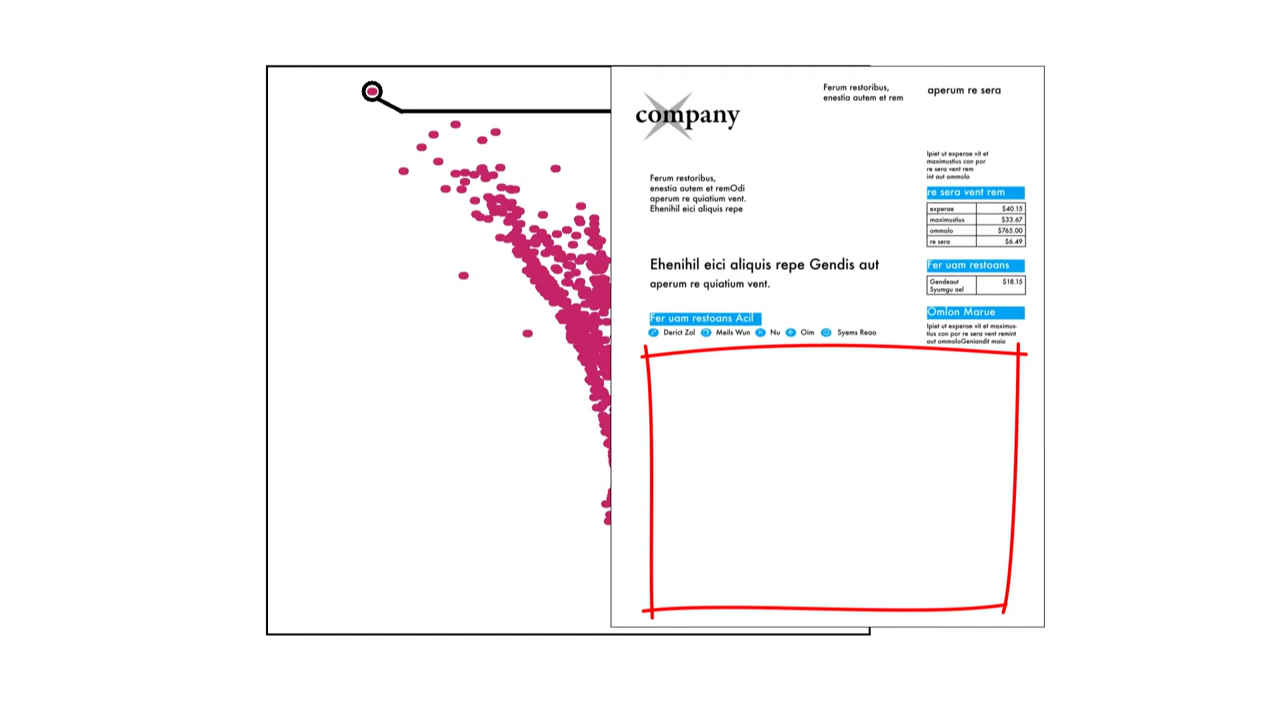 company
Ferum restoribus,
enestia autem et rem
aperum re sera
Ferum restoribus,
enestia autem et remOdi
aperum re quiatium vent.
Ehenihil eici aliquis repe
Ehenihil eici aliquis repe Gendis aut
aperum re quiatium vent.
Fer uam restoans Acil
Derict Zol Meils Wun Nu Oim Syems Reao
Ipiet ut experae vit et
maximustius con por
re sera vent rem
int aut ommolo
re sera vent rem
experae $40.15
maximustius $33.67
ommolo $765.00
re sera $6.49
Fer uam restoans
Gendeaut $18.15
Syumgu ael
Omlon Marue
Ipiet ut experae vit et maximus-
tius con por re sera vent remint
aut ommoloGeniandit maio